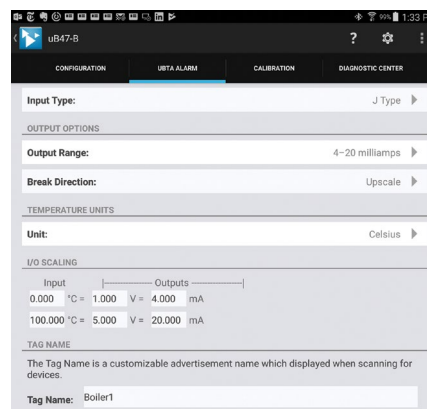 99% 1:33 P
uB47-B ?
CONFIGURATION UBTA ALARM CALIBRATION DIAGNOSTIC CENTER
Input Type: J Type
OUTPUT OPTIONS
Output Range: 4–20 milliamps
Break Direction: Upscale
TEMPERATURE UNITS
Unit: Celsius
I/O SCALING
Input |———— Outputs ————|
0.000 °C = 1.000 V = 4.000 mA
100.000 °C = 5.000 V = 20.000 mA
TAG NAME
The Tag Name is a customizable advertisement name which displayed when scanning for
devices.
Tag Name: Boiler1